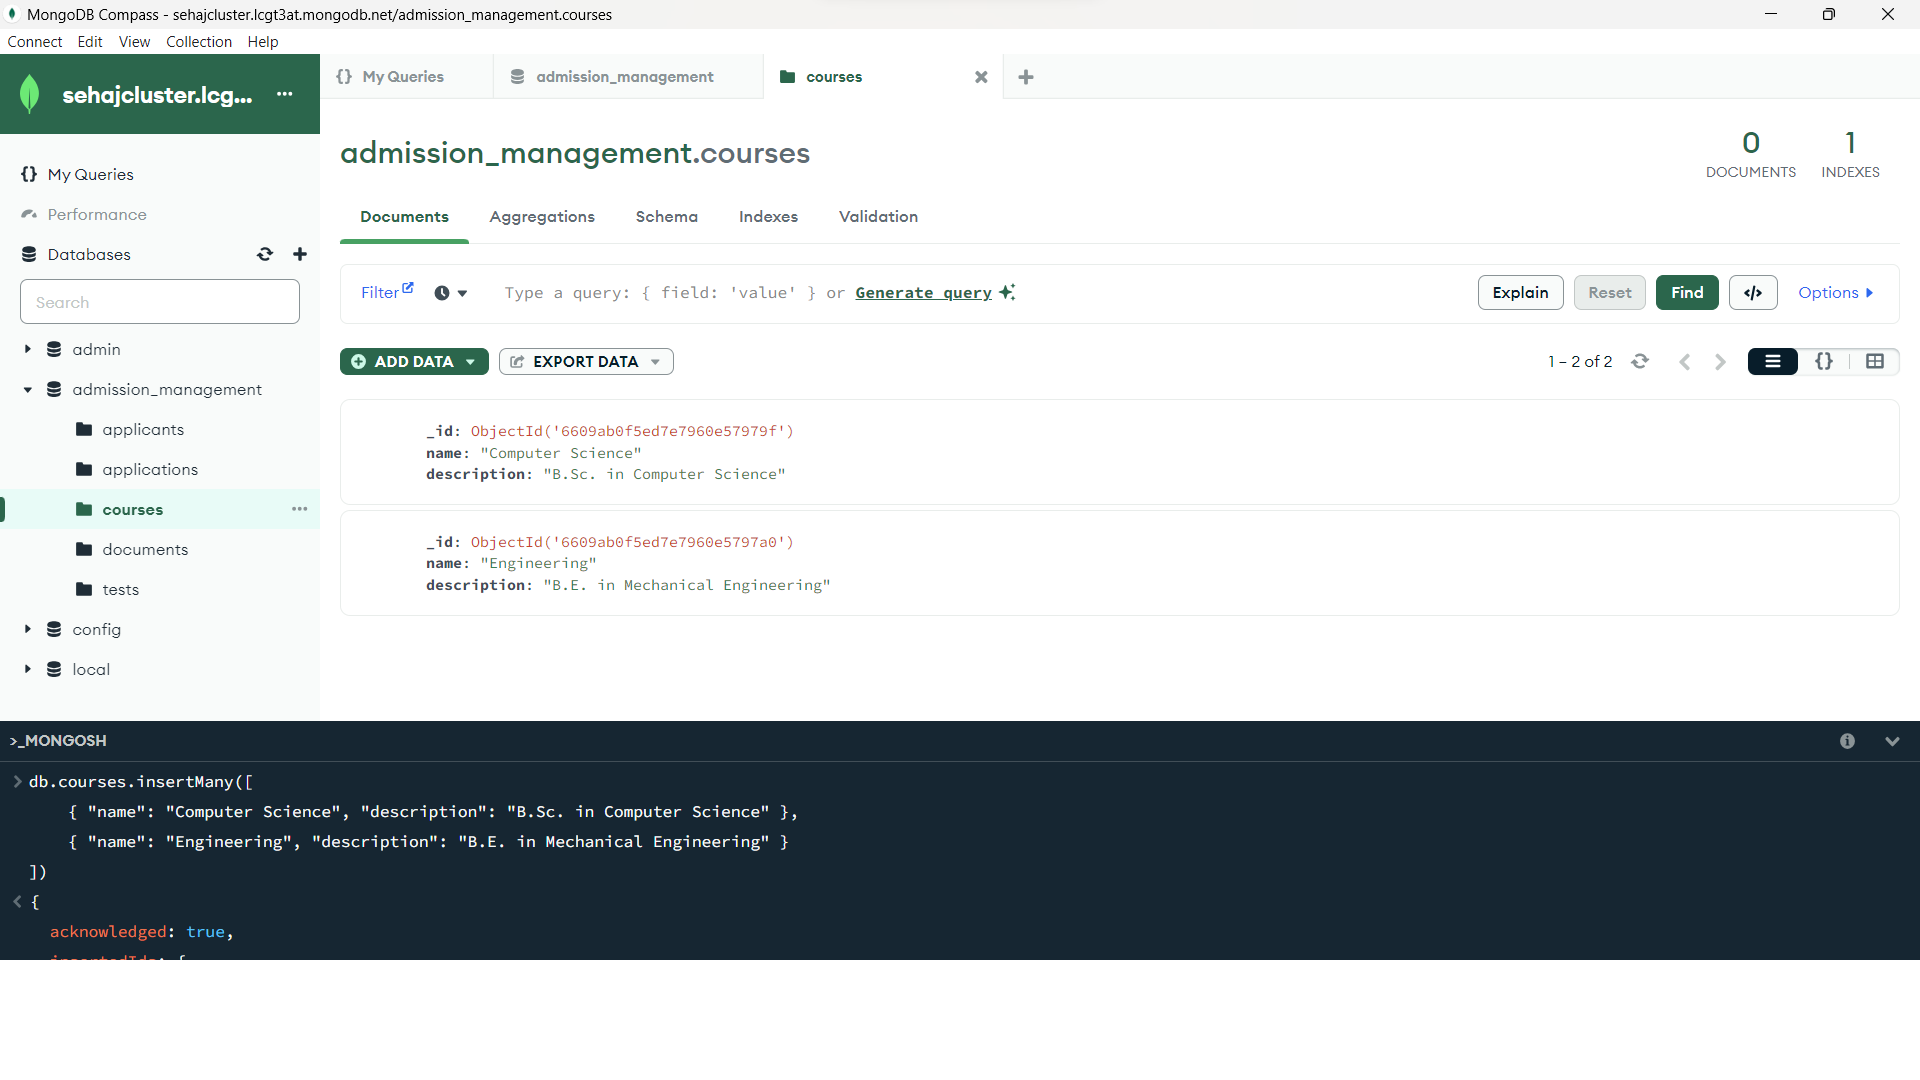 MongoDB Compass - sehajcluster.lcgt3at.mongodb.net/admission_management.courses
Connect Edit View Collection Help
sehajcluster.lcg...
My Queries
Performance
Databases
Search
admin
admission_management
applicants
applications
courses
documents
tests
config
local
My Queries admission_management courses
admission_management.courses
0 DOCUMENTS
1 INDEXES
Documents Aggregations Schema Indexes Validation
Filter Type a query: { field: 'value' } or Generate query Explain Reset Find </> Options
ADD DATA EXPORT DATA 1 – 2 of 2 {}
_id: ObjectId('6609ab0f5ed7e7960e57979f')
name: "Computer Science"
description: "B.Sc. in Computer Science"
_id: ObjectId('6609ab0f5ed7e7960e5797a0')
name: "Engineering"
description: "B.E. in Mechanical Engineering"
>_MONGOSH
> db.courses.insertMany([
{ "name": "Computer Science", "description": "B.Sc. in Computer Science" },
{ "name": "Engineering", "description": "B.E. in Mechanical Engineering" }
])
< {
acknowledged: true,